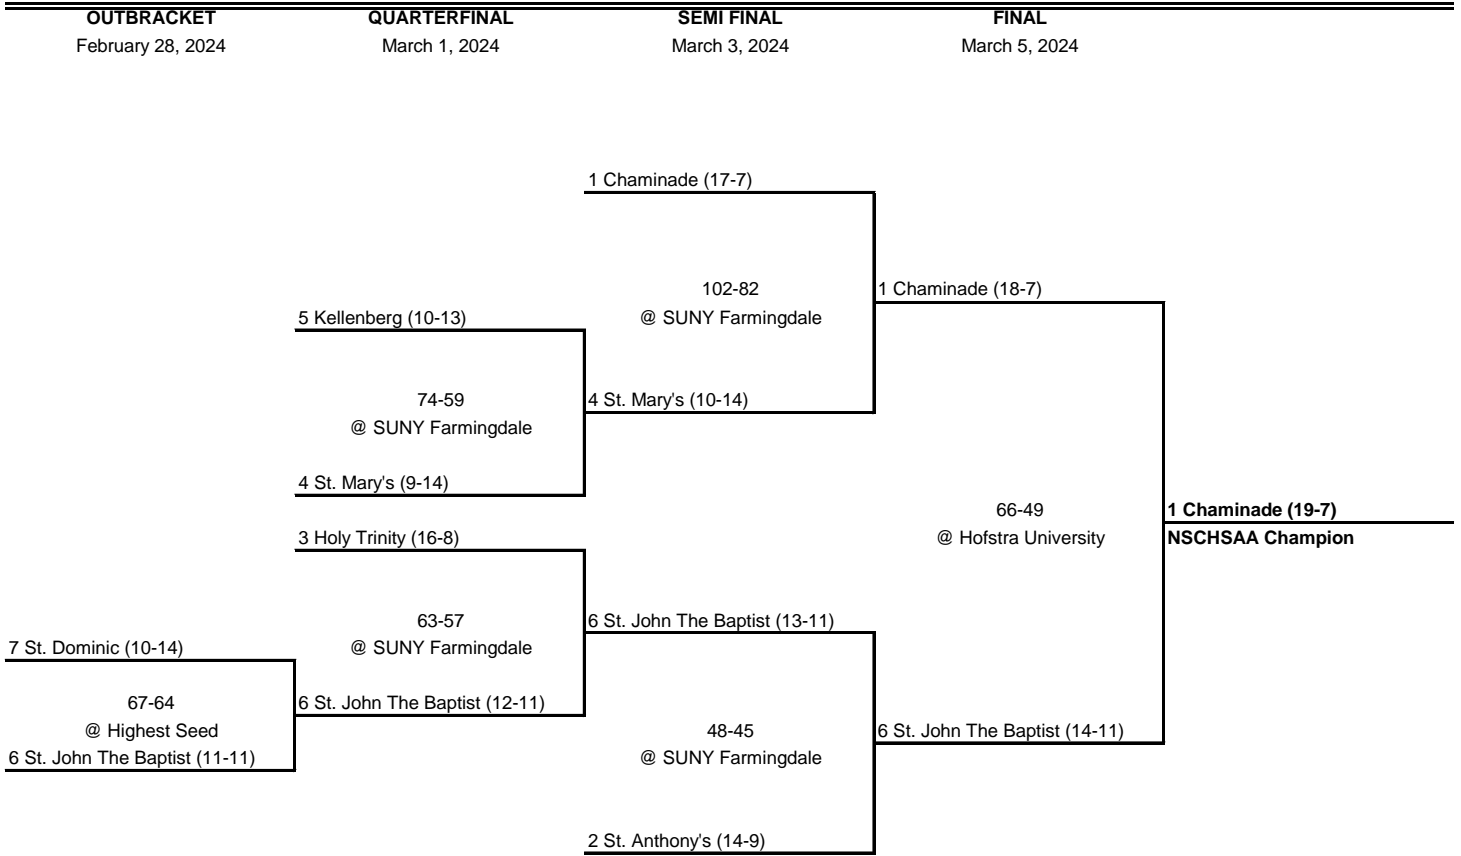 OUTBRACKET
QUARTERFINAL
SEMI FINAL
FINAL
February 28, 2024
March 1, 2024
March 3, 2024
March 5, 2024
1 Chaminade (17-7)
102-82
@ SUNY Farmingdale
1 Chaminade (18-7)
5 Kellenberg (10-13)
74-59
@ SUNY Farmingdale
4 St. Mary's (10-14)
4 St. Mary's (9-14)
66-49
@ Hofstra University
1 Chaminade (19-7)
NSCHSAA Champion
3 Holy Trinity (16-8)
63-57
@ SUNY Farmingdale
6 St. John The Baptist (13-11)
7 St. Dominic (10-14)
67-64
@ Highest Seed
6 St. John The Baptist (12-11)
6 St. John The Baptist (11-11)
48-45
@ SUNY Farmingdale
6 St. John The Baptist (14-11)
2 St. Anthony's (14-9)